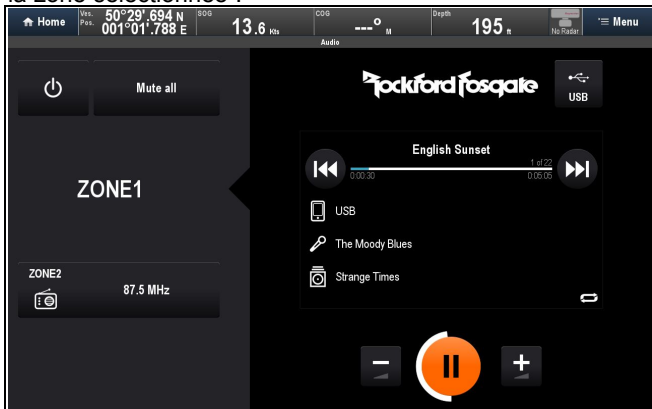 la zone sélectionnée :
Home Ves. Pos. 50°29'.694 N 001°01'.788 E SOG 13.6 Kts COG ---° M Depth 195 ft No Radar Menu
Audio
Mute all
Rockford Fosgate
USB
ZONE1
English Sunset
1 of 22
0:00:30 0:05:05
USB
The Moody Blues
Strange Times
ZONE2
87.5 MHz